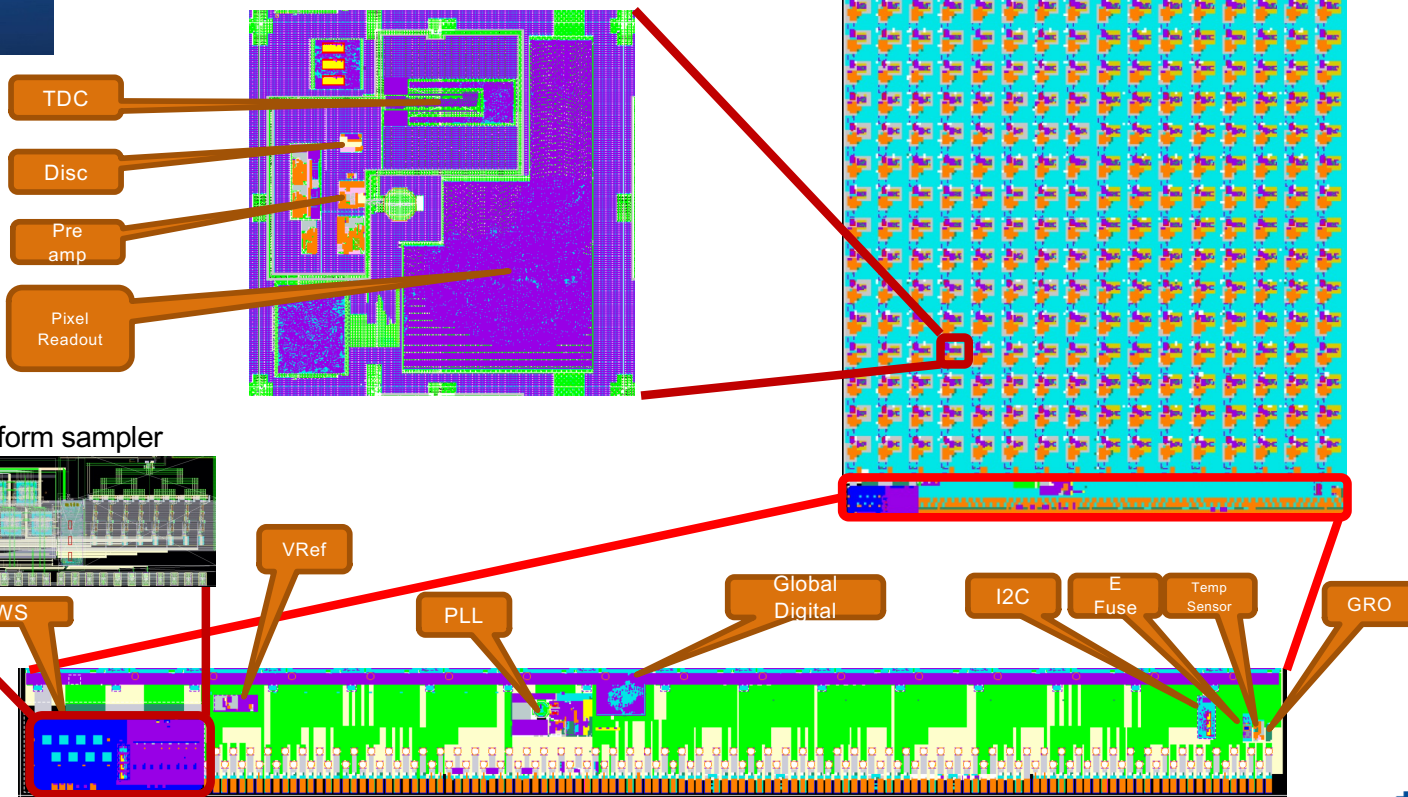 TDC
Disc
Pre
amp
Pixel
Readout
form sampler
WS
VRef
PLL
Global
Digital
I2C
E
Fuse
Temp
Sensor
GRO